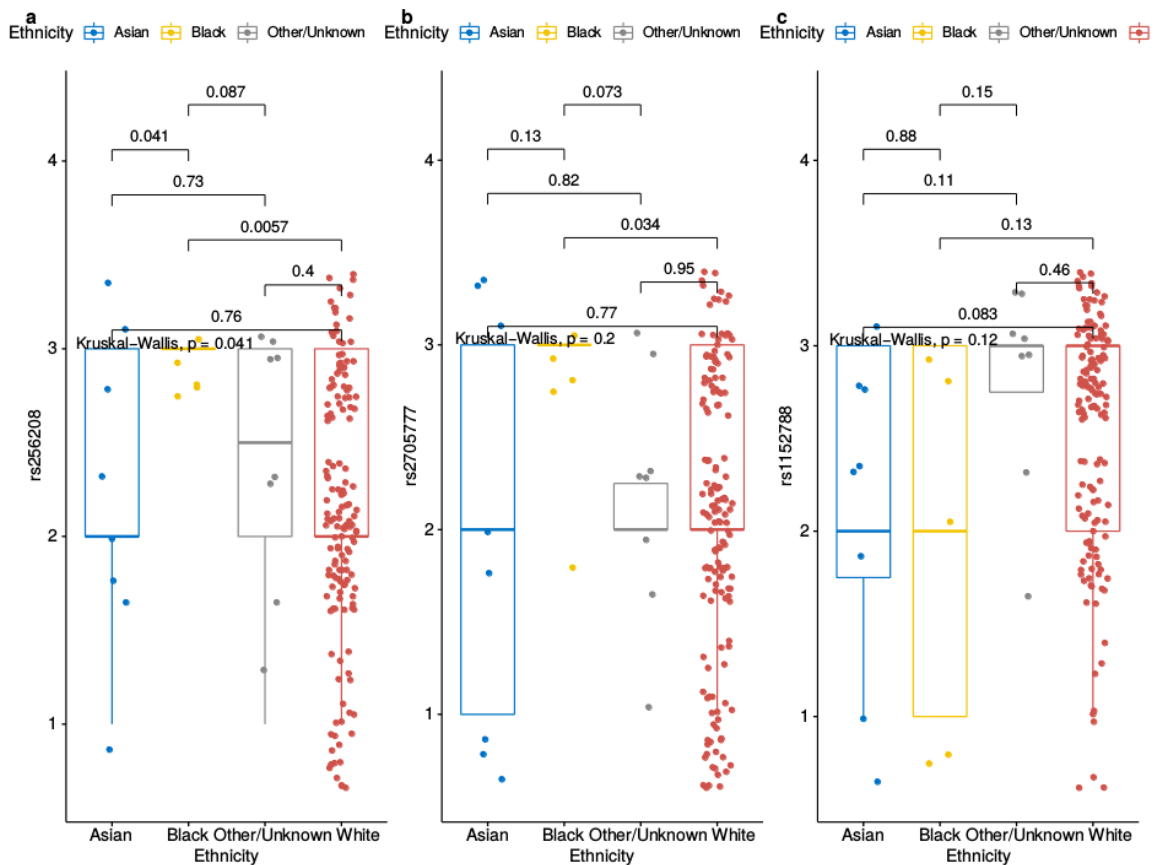 a
Ethnicity Asian Black Other/Unknown
0.087
0.041
4
0.73
0.0057
0.4
0.76
Kruskal−Wallis, p = 0.041
3
rs256208
2
1
Asian Black Other/Unknown White
Ethnicity
b
Ethnicity Asian Black Other/Unknown
0.073
0.13
4
0.82
0.034
0.95
0.77
Kruskal−Wallis, p = 0.2
3
rs2705777
2
1
Asian Black Other/Unknown White
Ethnicity
c
Ethnicity Asian Black Other/Unknown
0.15
0.88
4
0.11
0.13
0.46
0.083
Kruskal−Wallis, p = 0.12
3
rs1152788
2
1
Asian Black Other/Unknown White
Ethnicity